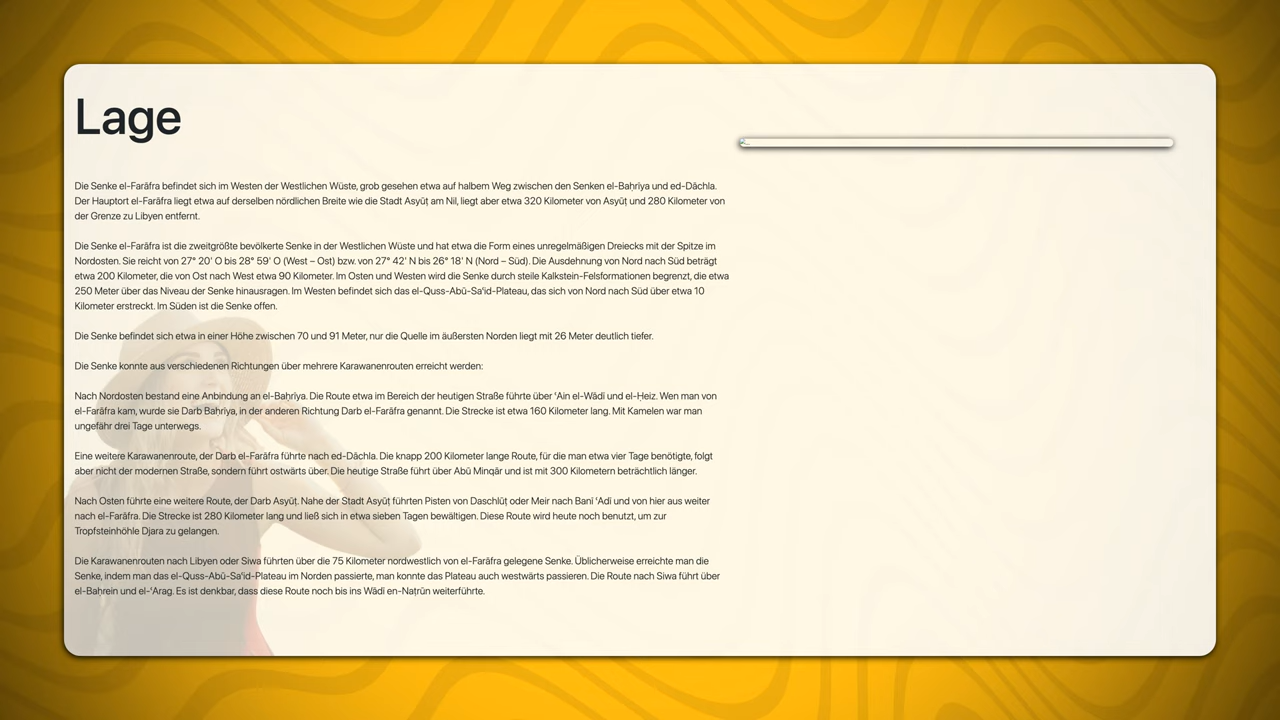 Lage
Die Senke el-Farāfra befindet sich im Westen der Westlichen Wüste, grob gesehen etwa auf halbem Weg zwischen den Senken el-Baḥrīya und ed-Dāchla.
Der Hauptort el-Farāfra liegt etwa auf derselben nördlichen Breite wie die Stadt Asyūṭ am Nil, liegt aber etwa 320 Kilometer von Asyūṭ und 280 Kilometer von
der Grenze zu Libyen entfernt.
Die Senke el-Farāfra ist die zweitgrößte bevölkerte Senke in der Westlichen Wüste und hat etwa die Form eines unregelmäßigen Dreiecks mit der Spitze im
Nordosten. Sie reicht von 27° 20' O bis 28° 59' O (West – Ost) bzw. von 27° 42' N bis 26° 18' N (Nord – Süd). Die Ausdehnung von Nord nach Süd beträgt
etwa 200 Kilometer, die von Ost nach West etwa 90 Kilometer. Im Osten und Westen wird die Senke durch steile Kalkstein-Felsformationen begrenzt, die etwa
250 Meter über das Niveau der Senke hinausragen. Im Westen befindet sich das el-Quss-Abū-Saʿīd-Plateau, das sich von Nord nach Süd über etwa 10
Kilometer erstreckt. Im Süden ist die Senke offen.
Die Senke befindet sich etwa in einer Höhe zwischen 70 und 91 Meter, nur die Quelle im äußersten Norden liegt mit 26 Meter deutlich tiefer.
Die Senke konnte aus verschiedenen Richtungen über mehrere Karawanenrouten erreicht werden:
Nach Nordosten bestand eine Anbindung an el-Baḥrīya. Die Route etwa im Bereich der heutigen Straße führte über ʿAin el-Wādī und el-Ḥeiz. Wen man von
el-Farāfra kam, wurde sie Darb Baḥrīya, in der anderen Richtung Darb el-Farāfra genannt. Die Strecke ist etwa 160 Kilometer lang. Mit Kamelen war man
ungefähr drei Tage unterwegs.
Eine weitere Karawanenroute, der Darb el-Farāfra führte nach ed-Dāchla. Die knapp 200 Kilometer lange Route, für die man etwa vier Tage benötigte, folgt
aber nicht der modernen Straße, sondern führt ostwärts über. Die heutige Straße führt über Abū Minqār und ist mit 300 Kilometern beträchtlich länger.
Nach Osten führte eine weitere Route, der Darb Asyūṭ. Nahe der Stadt Asyūṭ führten Pisten von Daschlūṭ oder Meir nach Banī ʿAdī und von hier aus weiter
nach el-Farāfra. Die Strecke ist 280 Kilometer lang und ließ sich in etwa sieben Tagen bewältigen. Diese Route wird heute noch benutzt, um zur
Tropfsteinhöhle Djara zu gelangen.
Die Karawanenrouten nach Libyen oder Siwa führten über die 75 Kilometer nordwestlich von el-Farāfra gelegene Senke. Üblicherweise erreichte man die
Senke, indem man das el-Quss-Abū-Saʿīd-Plateau im Norden passierte, man konnte das Plateau auch westwärts passieren. Die Route nach Siwa führt über
el-Bahrein und el-ʿArag. Es ist denkbar, dass diese Route noch bis ins Wādī en-Naṭrūn weiterführte.